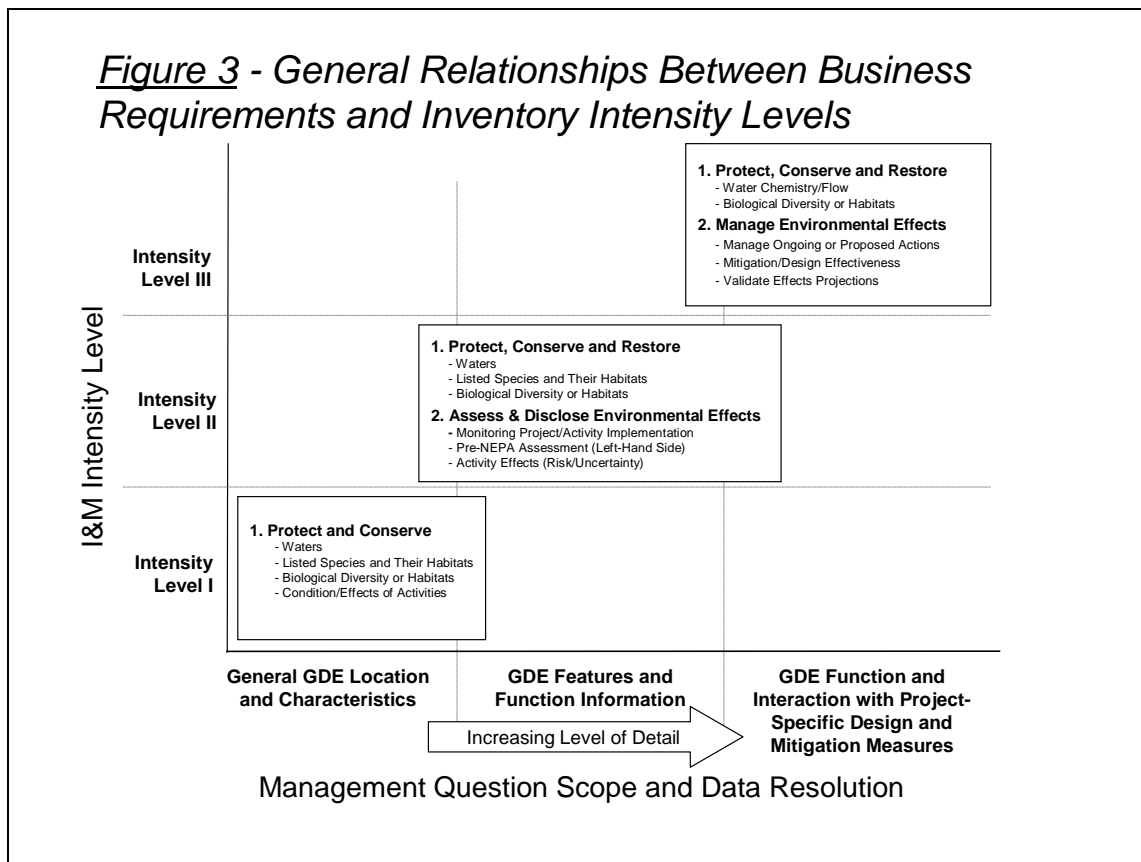 Figure 3 - General Relationships Between Business
Requirements and Inventory Intensity Levels
I&M Intensity Level
Intensity
Level III
1. Protect, Conserve and Restore
- Water Chemistry/Flow
- Biological Diversity or Habitats
2. Manage Environmental Effects
- Manage Ongoing or Proposed Actions
- Mitigation/Design Effectiveness
- Validate Effects Projections
Intensity
Level II
1. Protect, Conserve and Restore
- Waters
- Listed Species and Their Habitats
- Biological Diversity or Habitats
2. Assess & Disclose Environmental Effects
- Monitoring Project/Activity Implementation
- Pre-NEPA Assessment (Left-Hand Side)
- Activity Effects (Risk/Uncertainty)
Intensity
Level I
1. Protect and Conserve
- Waters
- Listed Species and Their Habitats
- Biological Diversity or Habitats
- Condition/Effects of Activities
General GDE Location
and Characteristics
GDE Features and
Function Information
GDE Function and
Interaction with Project-
Specific Design and
Mitigation Measures
Increasing Level of Detail
Management Question Scope and Data Resolution